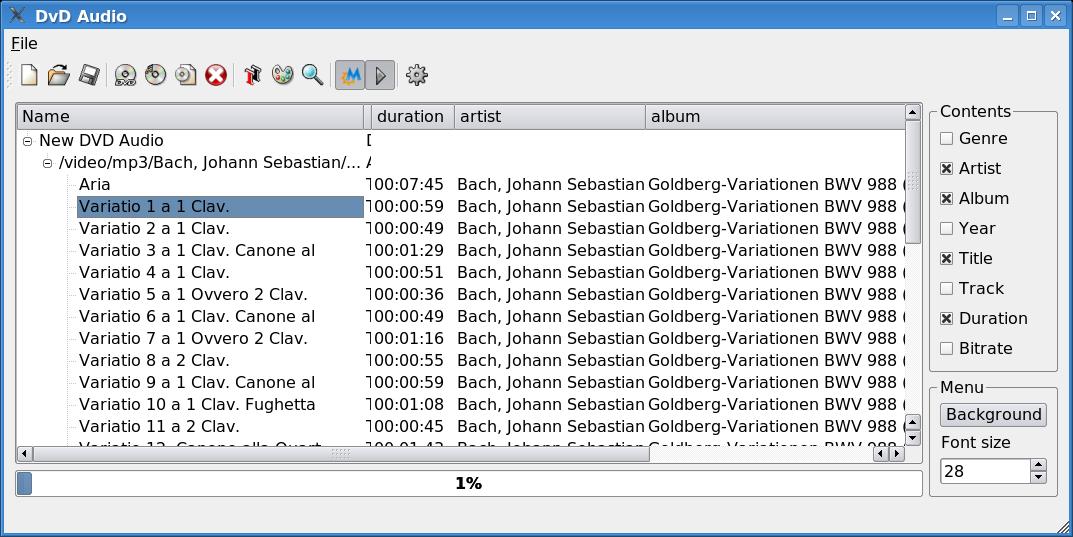 DvD Audio
File
Name duration artist album
New DVD Audio
/video/mp3/Bach, Johann Sebastian/...
Aria 00:07:45 Bach, Johann Sebastian Goldberg-Variationen BWV 988 (
Variatio 1 a 1 Clav. 00:00:59 Bach, Johann Sebastian Goldberg-Variationen BWV 988 (
Variatio 2 a 1 Clav. 00:00:49 Bach, Johann Sebastian Goldberg-Variationen BWV 988 (
Variatio 3 a 1 Clav. Canone al 00:01:29 Bach, Johann Sebastian Goldberg-Variationen BWV 988 (
Variatio 4 a 1 Clav. 00:00:51 Bach, Johann Sebastian Goldberg-Variationen BWV 988 (
Variatio 5 a 1 Ovvero 2 Clav. 00:00:36 Bach, Johann Sebastian Goldberg-Variationen BWV 988 (
Variatio 6 a 1 Clav. Canone al 00:00:49 Bach, Johann Sebastian Goldberg-Variationen BWV 988 (
Variatio 7 a 1 Ovvero 2 Clav. 00:01:16 Bach, Johann Sebastian Goldberg-Variationen BWV 988 (
Variatio 8 a 2 Clav. 00:00:55 Bach, Johann Sebastian Goldberg-Variationen BWV 988 (
Variatio 9 a 1 Clav. Canone al 00:00:59 Bach, Johann Sebastian Goldberg-Variationen BWV 988 (
Variatio 10 a 1 Clav. Fughetta 00:01:08 Bach, Johann Sebastian Goldberg-Variationen BWV 988 (
Variatio 11 a 2 Clav. 00:00:45 Bach, Johann Sebastian Goldberg-Variationen BWV 988 (
1%
Contents
Genre
Artist
Album
Year
Title
Track
Duration
Bitrate
Menu
Background
Font size
28